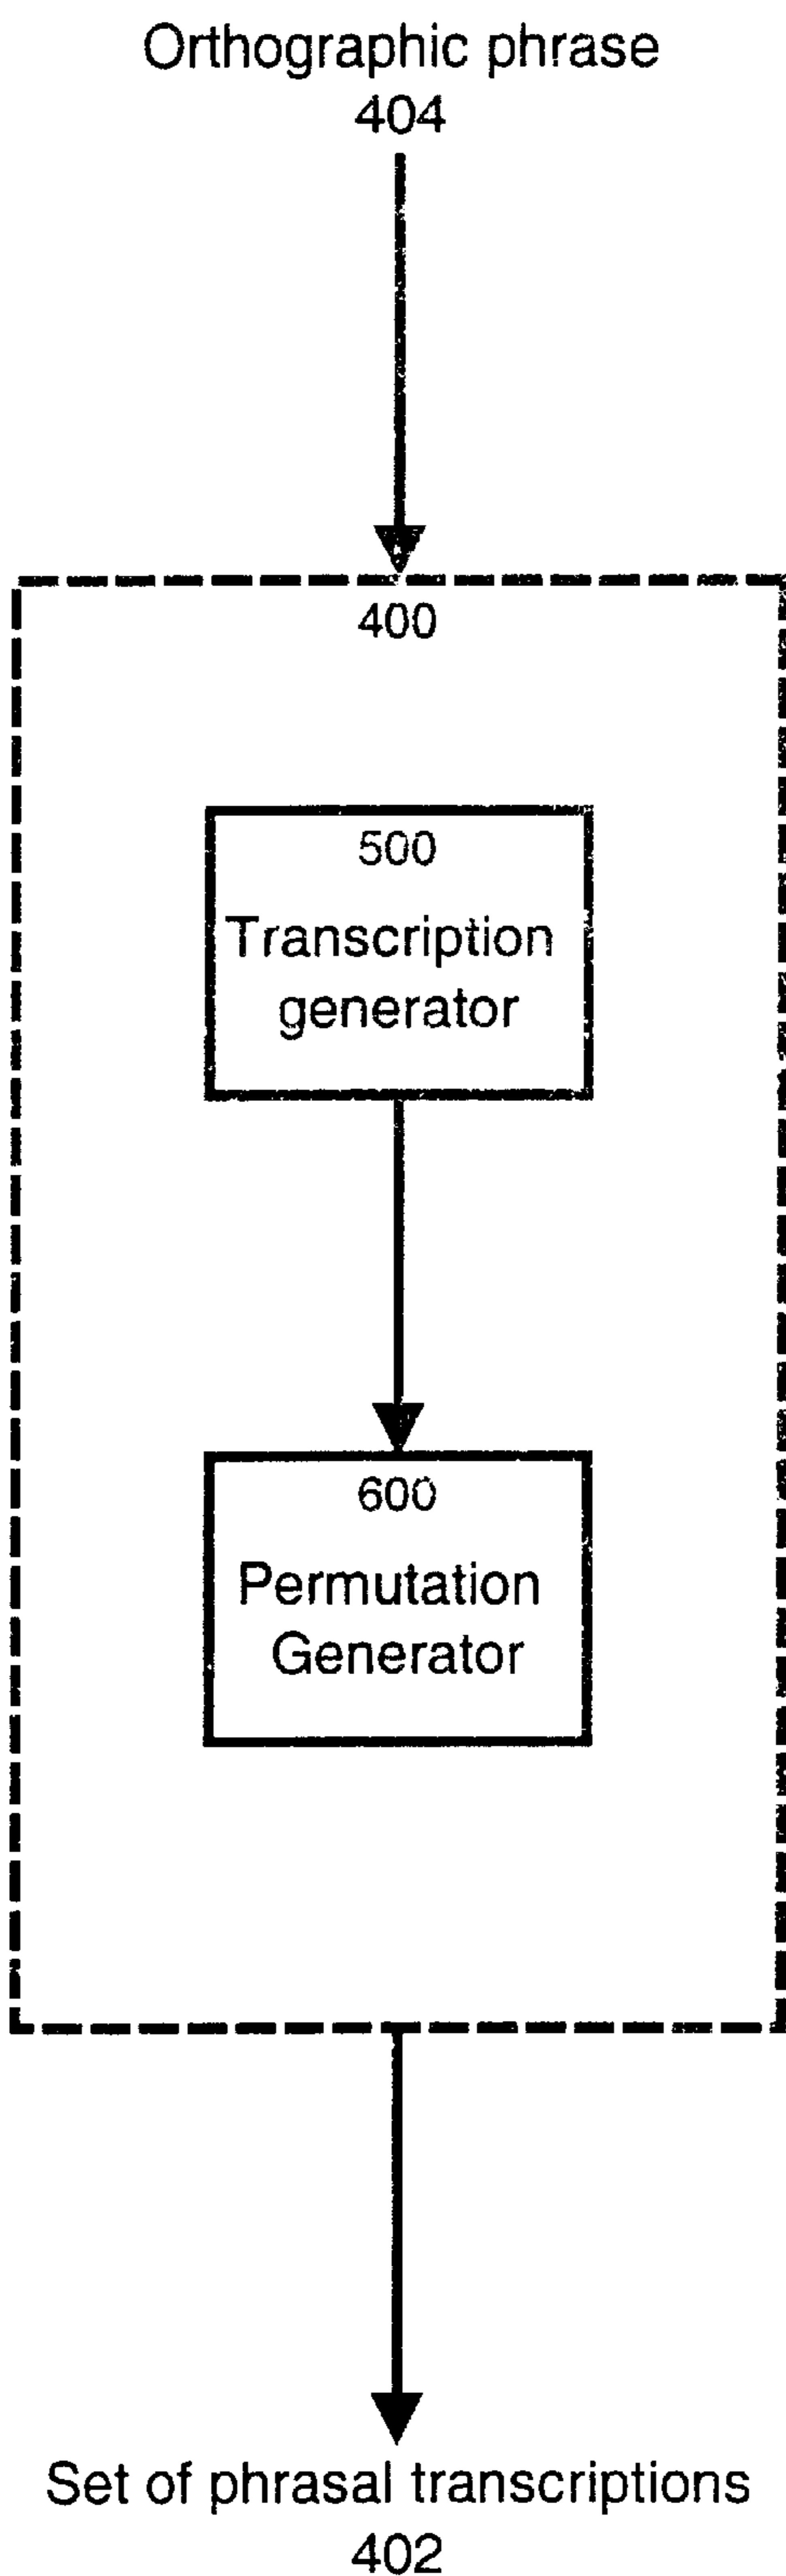 Orthographic phrase
404
400
500
Transcription
generator
600
Permutation
Generator
Set of phrasal transcriptions
402